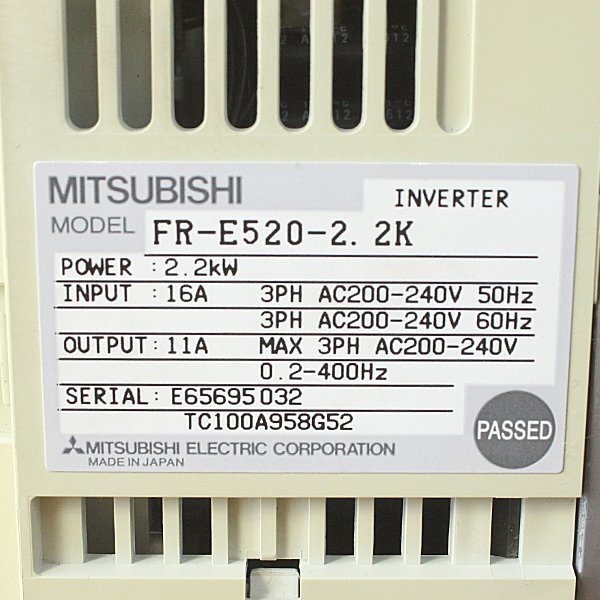 MITSUBISHI INVERTER
MODEL FR-E520-2.2K
POWER : 2.2kW
INPUT : 16A 3PH AC200-240V 50Hz
3PH AC200-240V 60Hz
OUTPUT: 11A MAX 3PH AC200-240V
0.2-400Hz
SERIAL: E65695032
TC100A958G52
PASSED
MITSUBISHI ELECTRIC CORPORATION
MADE IN JAPAN